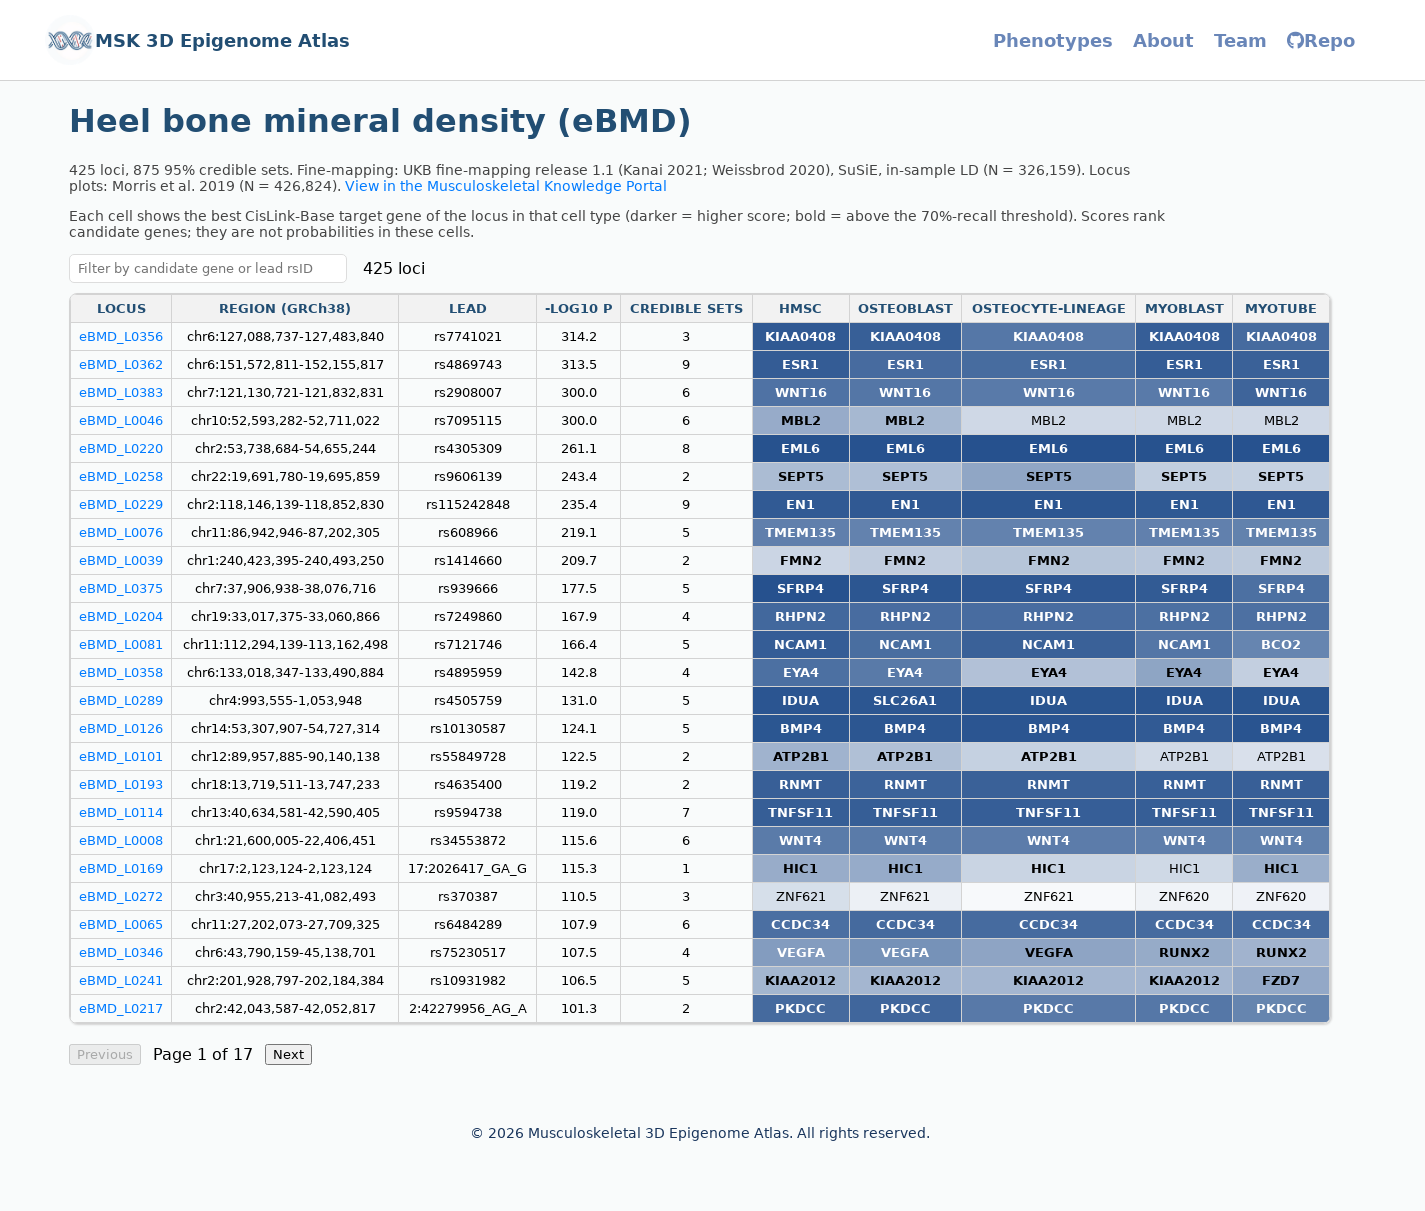 MSK 3D Epigenome Atlas
Phenotypes About Team Repo
Heel bone mineral density (eBMD)
425 loci, 875 95% credible sets. Fine-mapping: UKB fine-mapping release 1.1 (Kanai 2021; Weissbrod 2020), SuSiE, in-sample LD (N = 326,159). Locus
plots: Morris et al. 2019 (N = 426,824). View in the Musculoskeletal Knowledge Portal
Each cell shows the best CisLink-Base target gene of the locus in that cell type (darker = higher score; bold = above the 70%-recall threshold). Scores rank
candidate genes; they are not probabilities in these cells.
Filter by candidate gene or lead rsID 425 loci
LOCUS REGION (GRCh38) LEAD -LOG10 P CREDIBLE SETS HMSC OSTEOBLAST OSTEOCYTE-LINEAGE MYOBLAST MYOTUBE
eBMD_L0356 chr6:127,088,737-127,483,840 rs7741021 314.2 3 KIAA0408 KIAA0408 KIAA0408 KIAA0408 KIAA0408
eBMD_L0362 chr6:151,572,811-152,155,817 rs4869743 313.5 9 ESR1 ESR1 ESR1 ESR1 ESR1
eBMD_L0383 chr7:121,130,721-121,832,831 rs2908007 300.0 6 WNT16 WNT16 WNT16 WNT16 WNT16
eBMD_L0046 chr10:52,593,282-52,711,022 rs7095115 300.0 6 MBL2 MBL2 MBL2 MBL2 MBL2
eBMD_L0220 chr2:53,738,684-54,655,244 rs4305309 261.1 8 EML6 EML6 EML6 EML6 EML6
eBMD_L0258 chr22:19,691,780-19,695,859 rs9606139 243.4 2 SEPT5 SEPT5 SEPT5 SEPT5 SEPT5
eBMD_L0229 chr2:118,146,139-118,852,830 rs115242848 235.4 9 EN1 EN1 EN1 EN1 EN1
eBMD_L0076 chr11:86,942,946-87,202,305 rs608966 219.1 5 TMEM135 TMEM135 TMEM135 TMEM135 TMEM135
eBMD_L0039 chr1:240,423,395-240,493,250 rs1414660 209.7 2 FMN2 FMN2 FMN2 FMN2 FMN2
eBMD_L0375 chr7:37,906,938-38,076,716 rs939666 177.5 5 SFRP4 SFRP4 SFRP4 SFRP4 SFRP4
eBMD_L0204 chr19:33,017,375-33,060,866 rs7249860 167.9 4 RHPN2 RHPN2 RHPN2 RHPN2 RHPN2
eBMD_L0081 chr11:112,294,139-113,162,498 rs7121746 166.4 5 NCAM1 NCAM1 NCAM1 NCAM1 BCO2
eBMD_L0358 chr6:133,018,347-133,490,884 rs4895959 142.8 4 EYA4 EYA4 EYA4 EYA4 EYA4
eBMD_L0289 chr4:993,555-1,053,948 rs4505759 131.0 5 IDUA SLC26A1 IDUA IDUA IDUA
eBMD_L0126 chr14:53,307,907-54,727,314 rs10130587 124.1 5 BMP4 BMP4 BMP4 BMP4 BMP4
eBMD_L0101 chr12:89,957,885-90,140,138 rs55849728 122.5 2 ATP2B1 ATP2B1 ATP2B1 ATP2B1 ATP2B1
eBMD_L0193 chr18:13,719,511-13,747,233 rs4635400 119.2 2 RNMT RNMT RNMT RNMT RNMT
eBMD_L0114 chr13:40,634,581-42,590,405 rs9594738 119.0 7 TNFSF11 TNFSF11 TNFSF11 TNFSF11 TNFSF11
eBMD_L0008 chr1:21,600,005-22,406,451 rs34553872 115.6 6 WNT4 WNT4 WNT4 WNT4 WNT4
eBMD_L0169 chr17:2,123,124-2,123,124 17:2026417_GA_G 115.3 1 HIC1 HIC1 HIC1 HIC1 HIC1
eBMD_L0272 chr3:40,955,213-41,082,493 rs370387 110.5 3 ZNF621 ZNF621 ZNF621 ZNF620 ZNF620
eBMD_L0065 chr11:27,202,073-27,709,325 rs6484289 107.9 6 CCDC34 CCDC34 CCDC34 CCDC34 CCDC34
eBMD_L0346 chr6:43,790,159-45,138,701 rs75230517 107.5 4 VEGFA VEGFA VEGFA RUNX2 RUNX2
eBMD_L0241 chr2:201,928,797-202,184,384 rs10931982 106.5 5 KIAA2012 KIAA2012 KIAA2012 KIAA2012 FZD7
eBMD_L0217 chr2:42,043,587-42,052,817 2:42279956_AG_A 101.3 2 PKDCC PKDCC PKDCC PKDCC PKDCC
Previous Page 1 of 17 Next
© 2026 Musculoskeletal 3D Epigenome Atlas. All rights reserved.